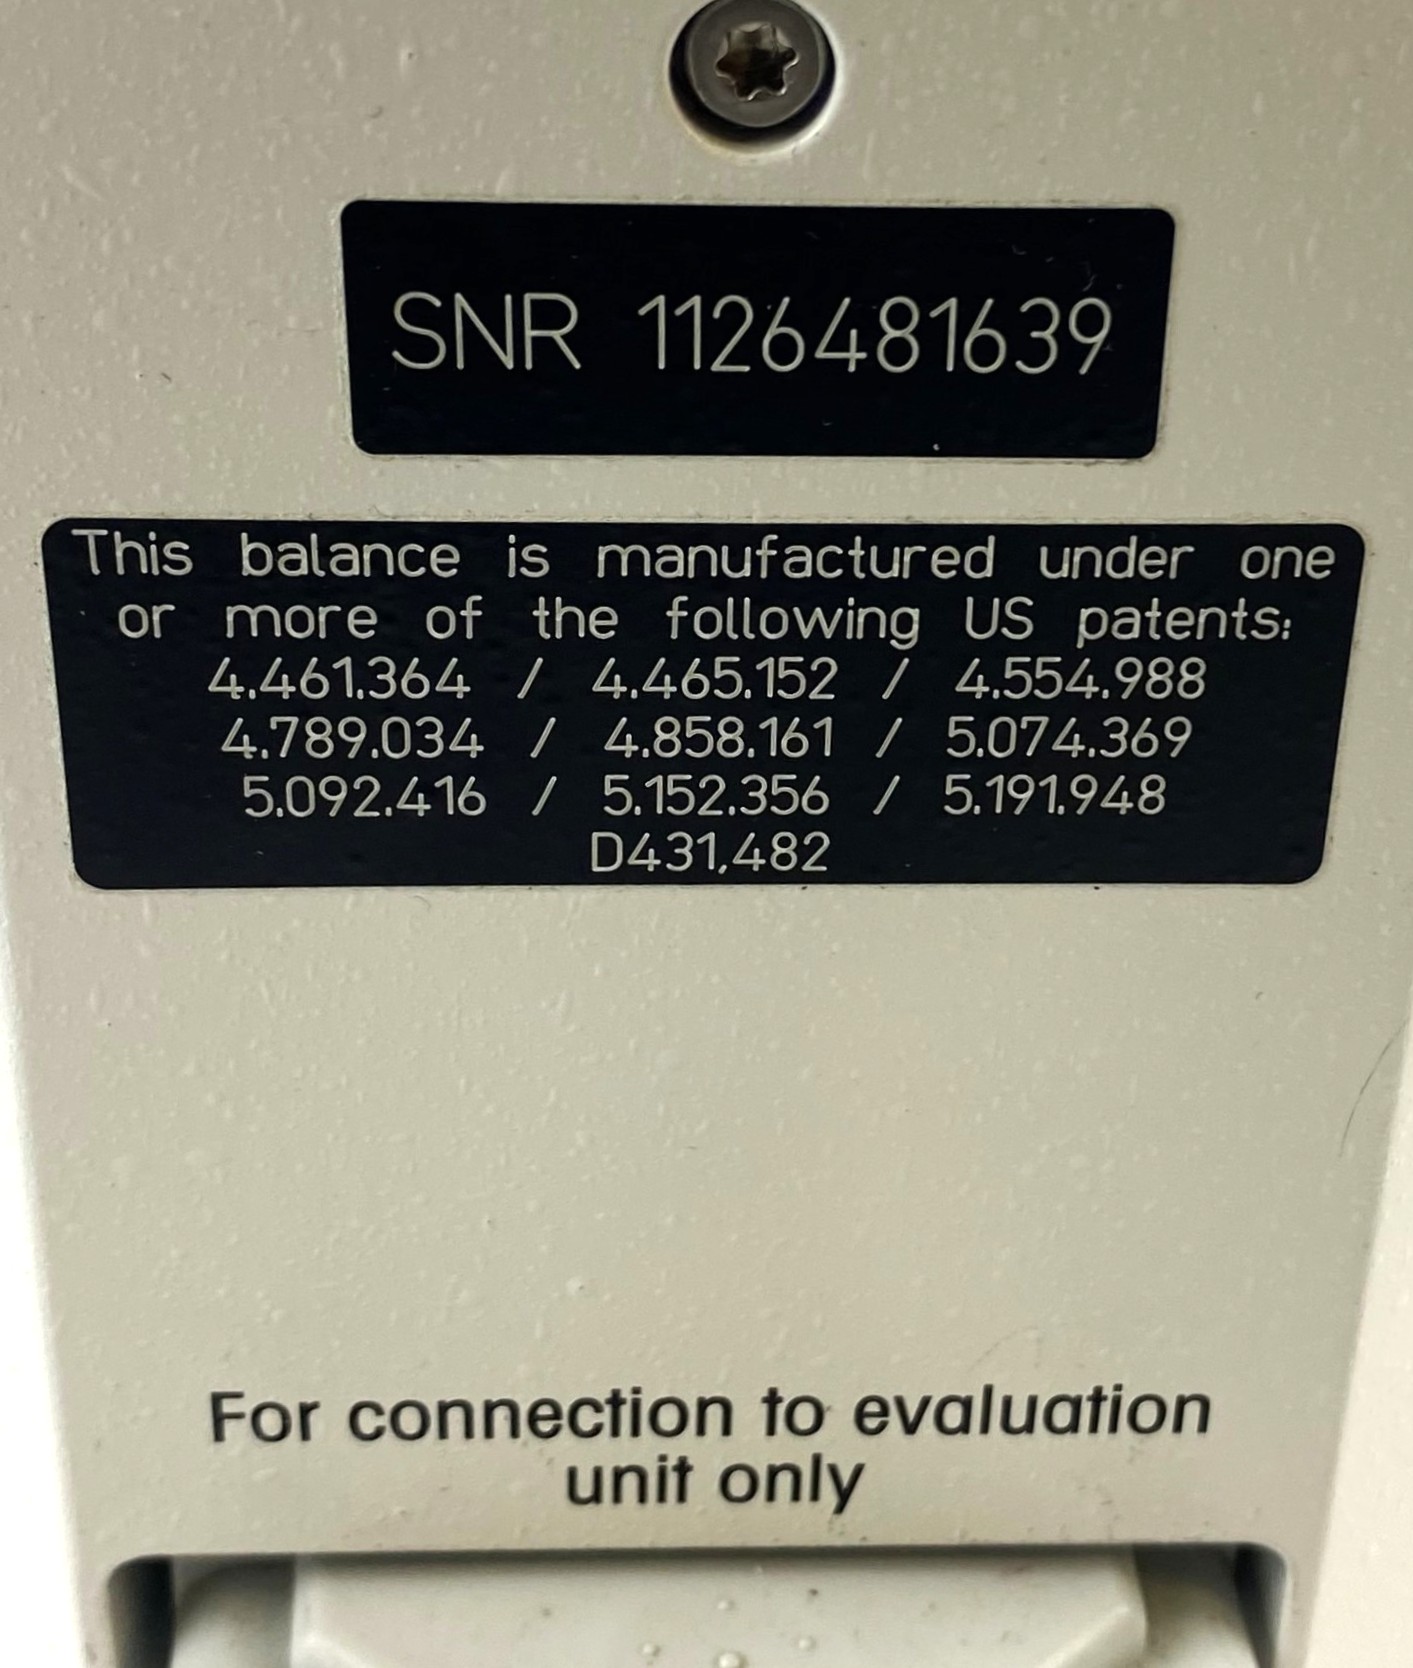 SNR 1126481639
This balance is manufactured under one
or more of the following US patents:
4.461.364 / 4.465.152 / 4.554.988
4.789.034 / 4.858.161 / 5.074.369
5.092.416 / 5.152.356 / 5.191.948
D431,482
For connection to evaluation
unit only